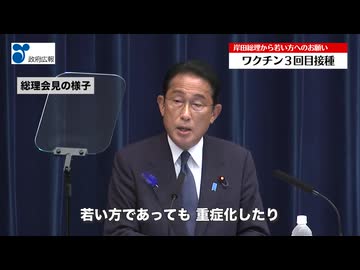 政府広報
岸田総理から若い方へのお願い
ワクチン3回目接種
総理会見の様子
若い方であっても 重症化したり